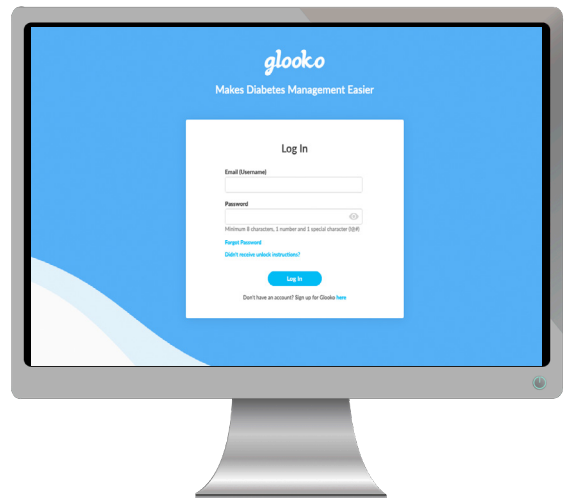 glooko
Makes Diabetes Management Easier
Log In
Email (Username)
Password
Minimum 8 characters, 1 number and 1 special character (!@#)
Forgot Password
Didn't receive unlock instructions?
Log In
Don't have an account? Sign up for Glooko here